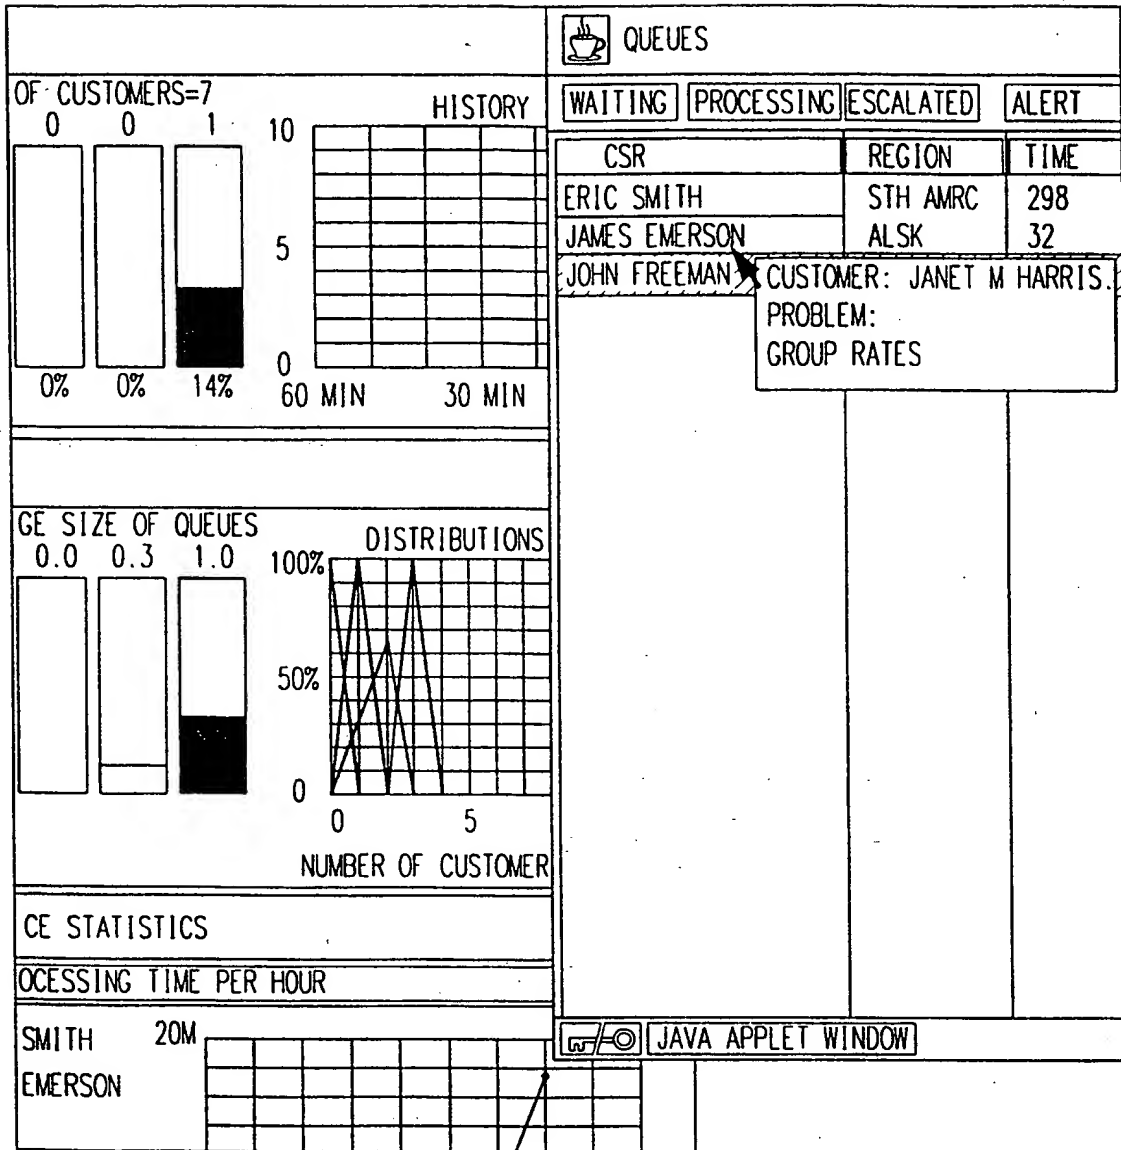 OF CUSTOMERS=7
0 0 1
HISTORY
10
5
0
0% 0% 14%
60 MIN 30 MIN
GE SIZE OF QUEUES
0.0 0.3 1.0
DISTRIBUTIONS
100%
50%
0
0 5
NUMBER OF CUSTOMER
CE STATISTICS
OCESSING TIME PER HOUR
SMITH 20M
EMERSON
QUEUES
WAITING PROCESSING ESCALATED ALERT
CSR REGION TIME
ERIC SMITH STH AMRC 298
JAMES EMERSON ALSK 32
JOHN FREEMAN
CUSTOMER: JANET M HARRIS.
PROBLEM:
GROUP RATES
JAVA APPLET WINDOW